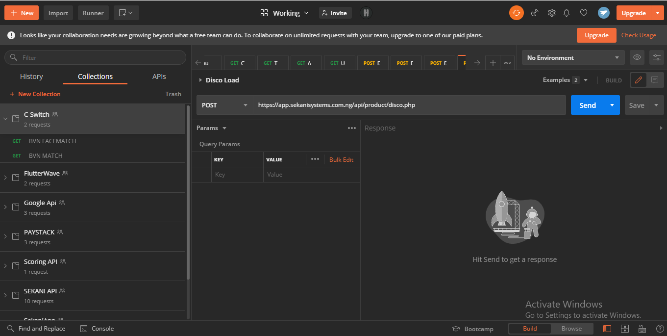 New Import Runner Working Invite Upgrade
Looks like your collaboration needs are growing beyond what a free team can do. To collaborate on unlimited requests with your team, upgrade to one of our paid plans. Upgrade Check Usage
Filter
GET C GET T GET A GET U POST E POST F POST E
No Environment
History Collections APIs
Disco Load Examples 2 BUILD
New Collection Trash
POST https://app.sekanisystems.com.ng/api/product/disco.php Send Save
C Switch
2 requests
Params Response
GET BVN FACEMATCH
Query Params
GET BVN MATCH
KEY VALUE Bulk Edit
Key Value
FlutterWave
2 requests
Google Api
3 requests
PAYSTACK
3 requests
Scoring API
1 request
Hit Send to get a response
SEKANI API
10 requests
Activate Windows
Go to Settings to activate Windows.
Find and Replace Console Bootcamp Build Browse